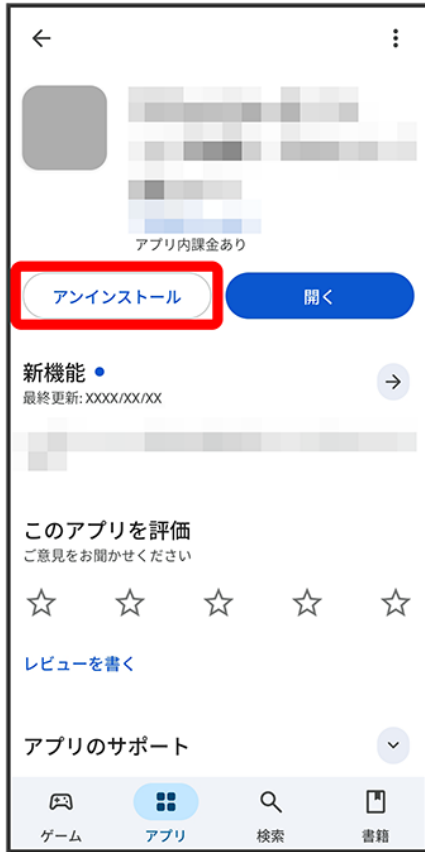 アプリ内課金あり
アンインストール
開く
新機能
最終更新: XXXX/XX/XX
このアプリを評価
ご意見をお聞かせください
レビューを書く
アプリのサポート
ゲーム
アプリ
検索
書籍